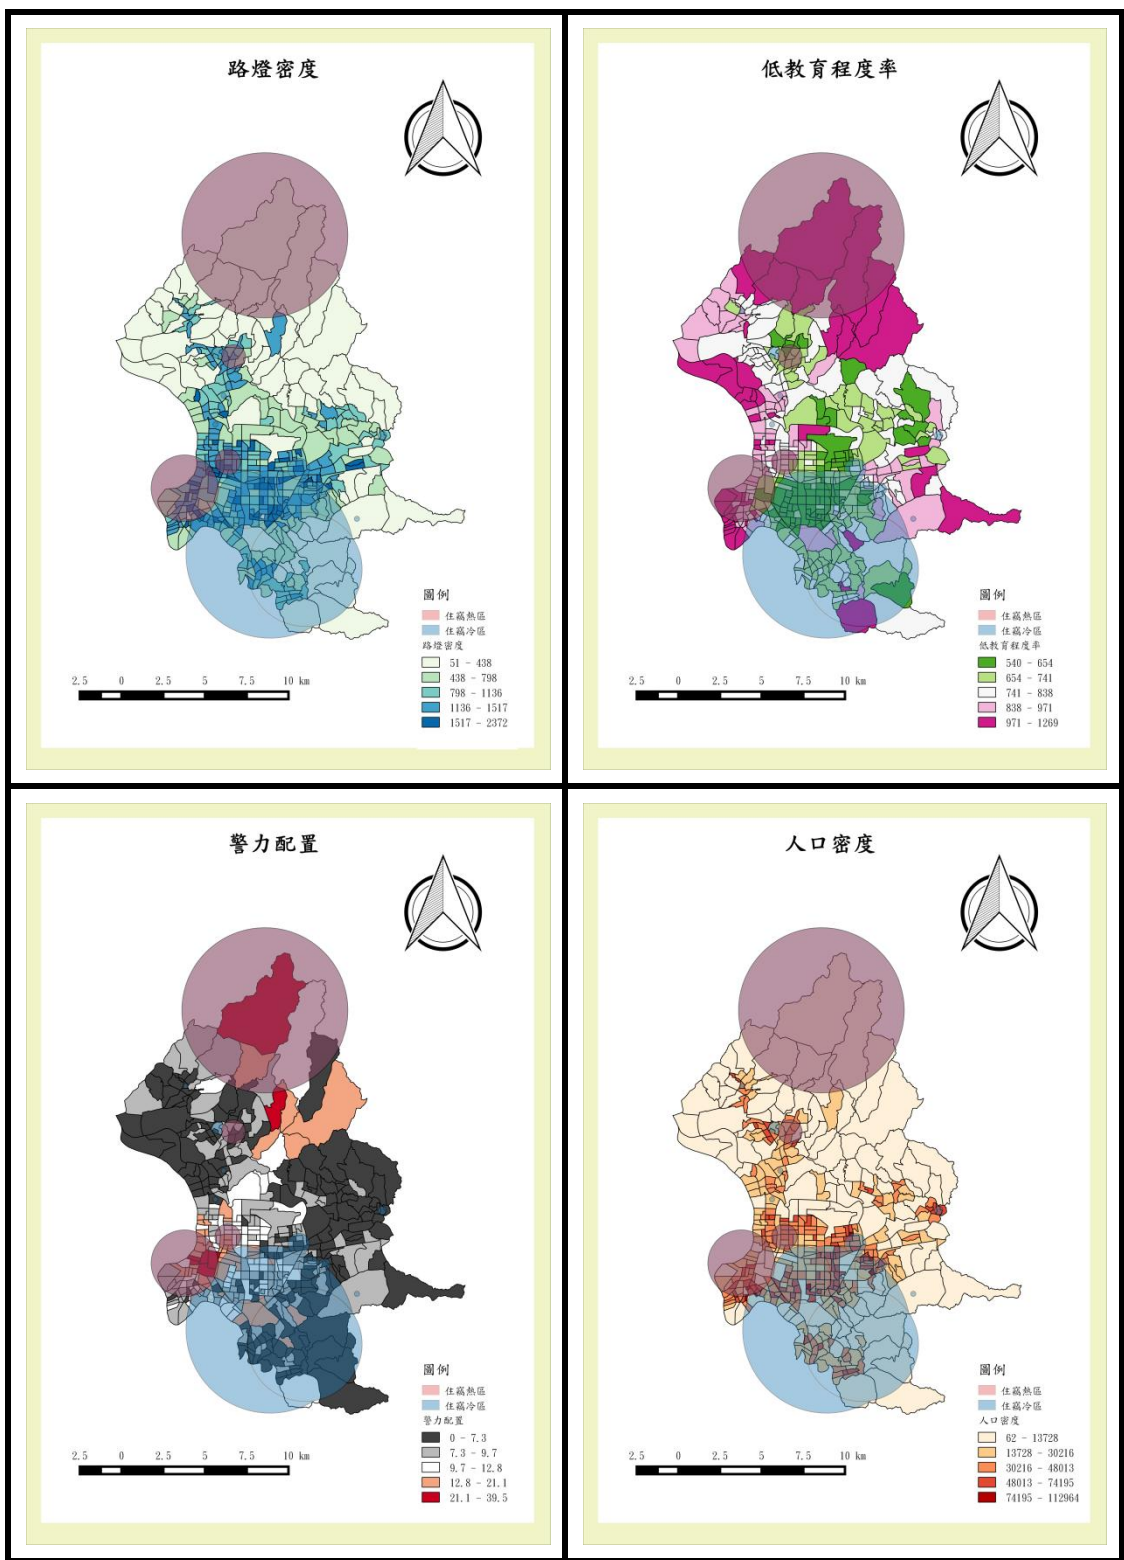 路燈密度
圖例
住竊熱區
住竊冷區
路燈密度
51 - 438
438 - 798
798 - 1136
1136 - 1517
1517 - 2372
2.5 0 2.5 5 7.5 10 km
低教育程度率
圖例
住竊熱區
住竊冷區
低教育程度率
540 - 654
654 - 741
741 - 838
838 - 971
971 - 1269
2.5 0 2.5 5 7.5 10 km
警力配置
圖例
住竊熱區
住竊冷區
警力配置
0 - 7.3
7.3 - 9.7
9.7 - 12.8
12.8 - 21.1
21.1 - 39.5
2.5 0 2.5 5 7.5 10 km
人口密度
圖例
住竊熱區
住竊冷區
人口密度
62 - 13728
13728 - 30216
30216 - 48013
48013 - 74195
74195 - 112964
2.5 0 2.5 5 7.5 10 km